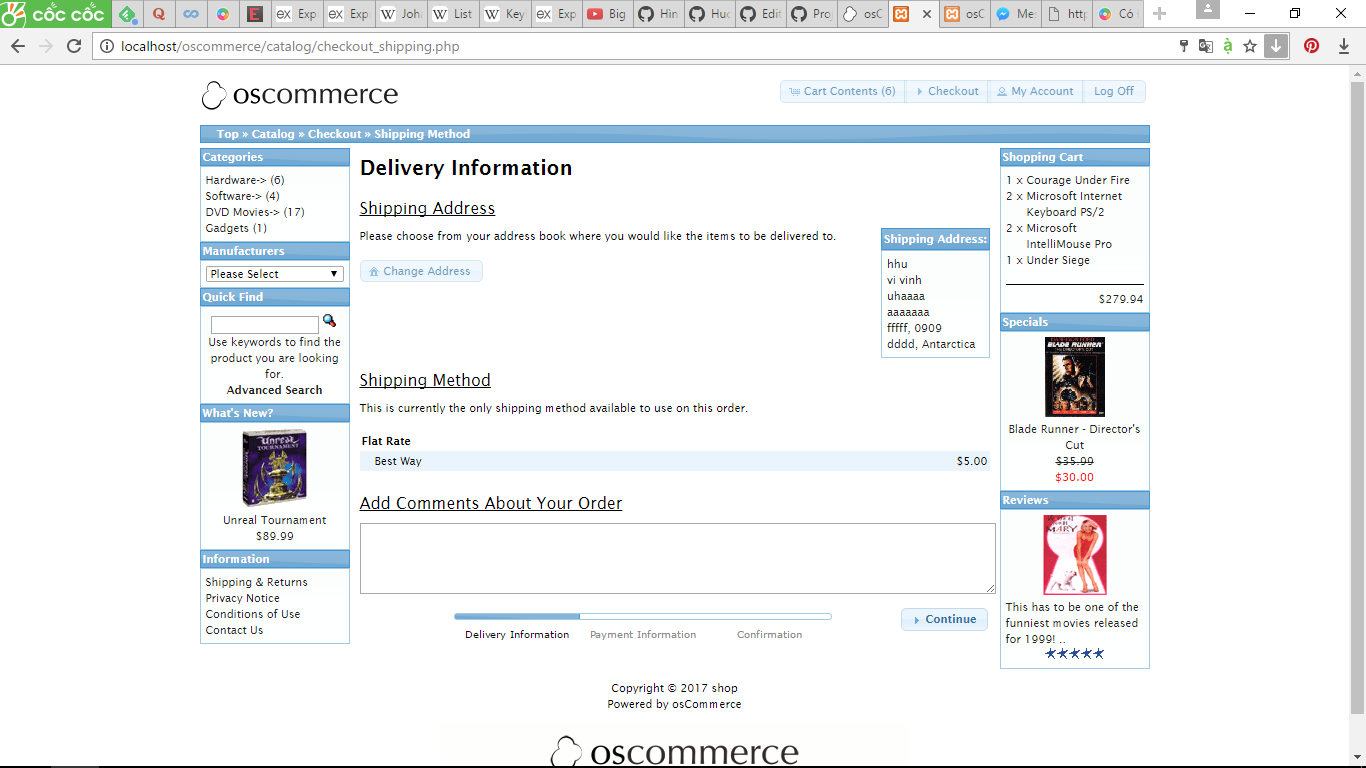 cốc cốc
Exp
Exp
Joh
List
Key
Exp
Big
Hìn
Huo
Edit
Pro
osC
osC
Me
http
Có
localhost/oscommerce/catalog/checkout_shipping.php
oscommerce
Cart Contents (6)
Checkout
My Account
Log Off
Top » Catalog » Checkout » Shipping Method
Categories
Hardware-> (6)
Software-> (4)
DVD Movies-> (17)
Gadgets (1)
Manufacturers
Please Select
Quick Find
Use keywords to find the
product you are looking
for.
Advanced Search
What's New?
Unreal
TOURNAMENT
Unreal Tournament
$89.99
Information
Shipping & Returns
Privacy Notice
Conditions of Use
Contact Us
Delivery Information
Shipping Address
Please choose from your address book where you would like the items to be delivered to.
Change Address
Shipping Address:
hhu
vi vinh
uhaaaa
aaaaaaa
fffff, 0909
dddd, Antarctica
Shipping Method
This is currently the only shipping method available to use on this order.
Flat Rate
Best Way $5.00
Add Comments About Your Order
Delivery Information
Payment Information
Confirmation
Continue
Shopping Cart
1 x Courage Under Fire
2 x Microsoft Internet
Keyboard PS/2
2 x Microsoft
IntelliMouse Pro
1 x Under Siege
$279.94
Specials
BLADE RUNNER
Blade Runner - Director's
Cut
$35.99
$30.00
Reviews
MARY
This has to be one of the
funniest movies released
for 1999! ..
Copyright © 2017 shop
Powered by osCommerce
oscommerce